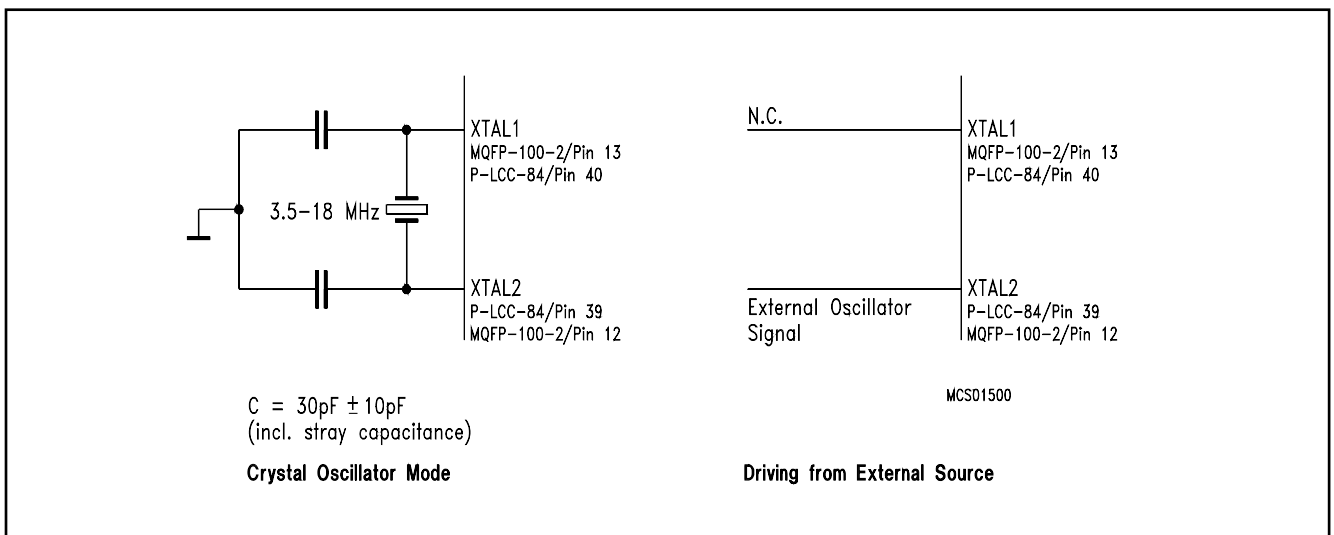 XTAL1
MQFP-100-2/Pin 13
P-LCC-84/Pin 40
3.5-18 MHz
XTAL2
P-LCC-84/Pin 39
MQFP-100-2/Pin 12
C = 30pF ± 10pF
(incl. stray capacitance)
Crystal Oscillator Mode
N.C.
XTAL1
MQFP-100-2/Pin 13
P-LCC-84/Pin 40
External Oscillator
Signal
XTAL2
P-LCC-84/Pin 39
MQFP-100-2/Pin 12
MCS01500
Driving from External Source